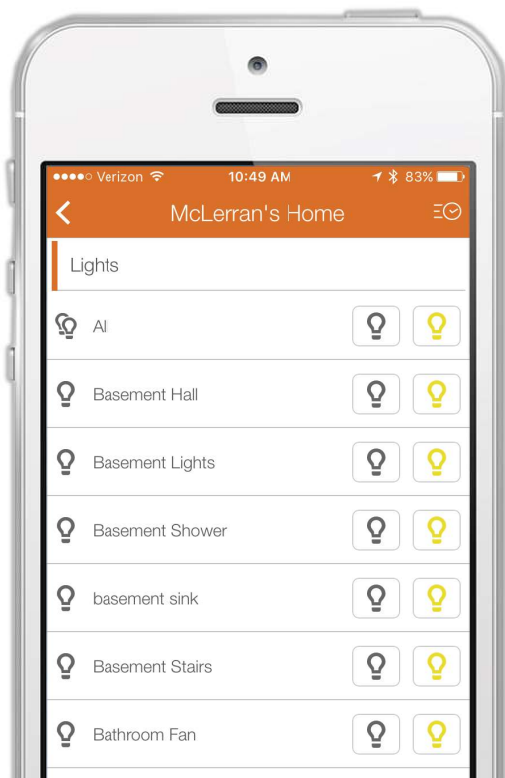 Verizon 10:49 AM 83%
McLerran's Home
Lights
All
Basement Hall
Basement Lights
Basement Shower
basement sink
Basement Stairs
Bathroom Fan